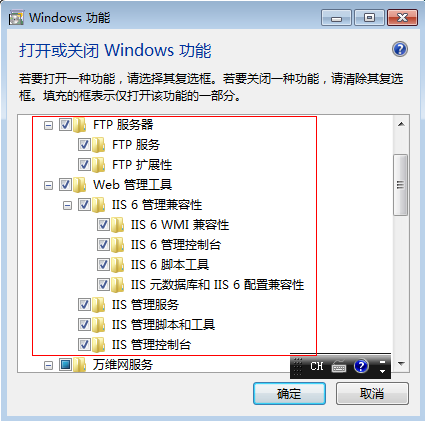 Windows 功能
打开或关闭 Windows 功能
若要打开一种功能，请选择其复选框。若要关闭一种功能，请清除其复选
框。填充的框表示仅打开该功能的一部分。
FTP 服务器
FTP 服务
FTP 扩展性
Web 管理工具
IIS 6 管理兼容性
IIS 6 WMI 兼容性
IIS 6 管理控制台
IIS 6 脚本工具
IIS 元数据库和 IIS 6 配置兼容性
IIS 管理服务
IIS 管理脚本和工具
IIS 管理控制台
万维网服务
CH
确定
取消